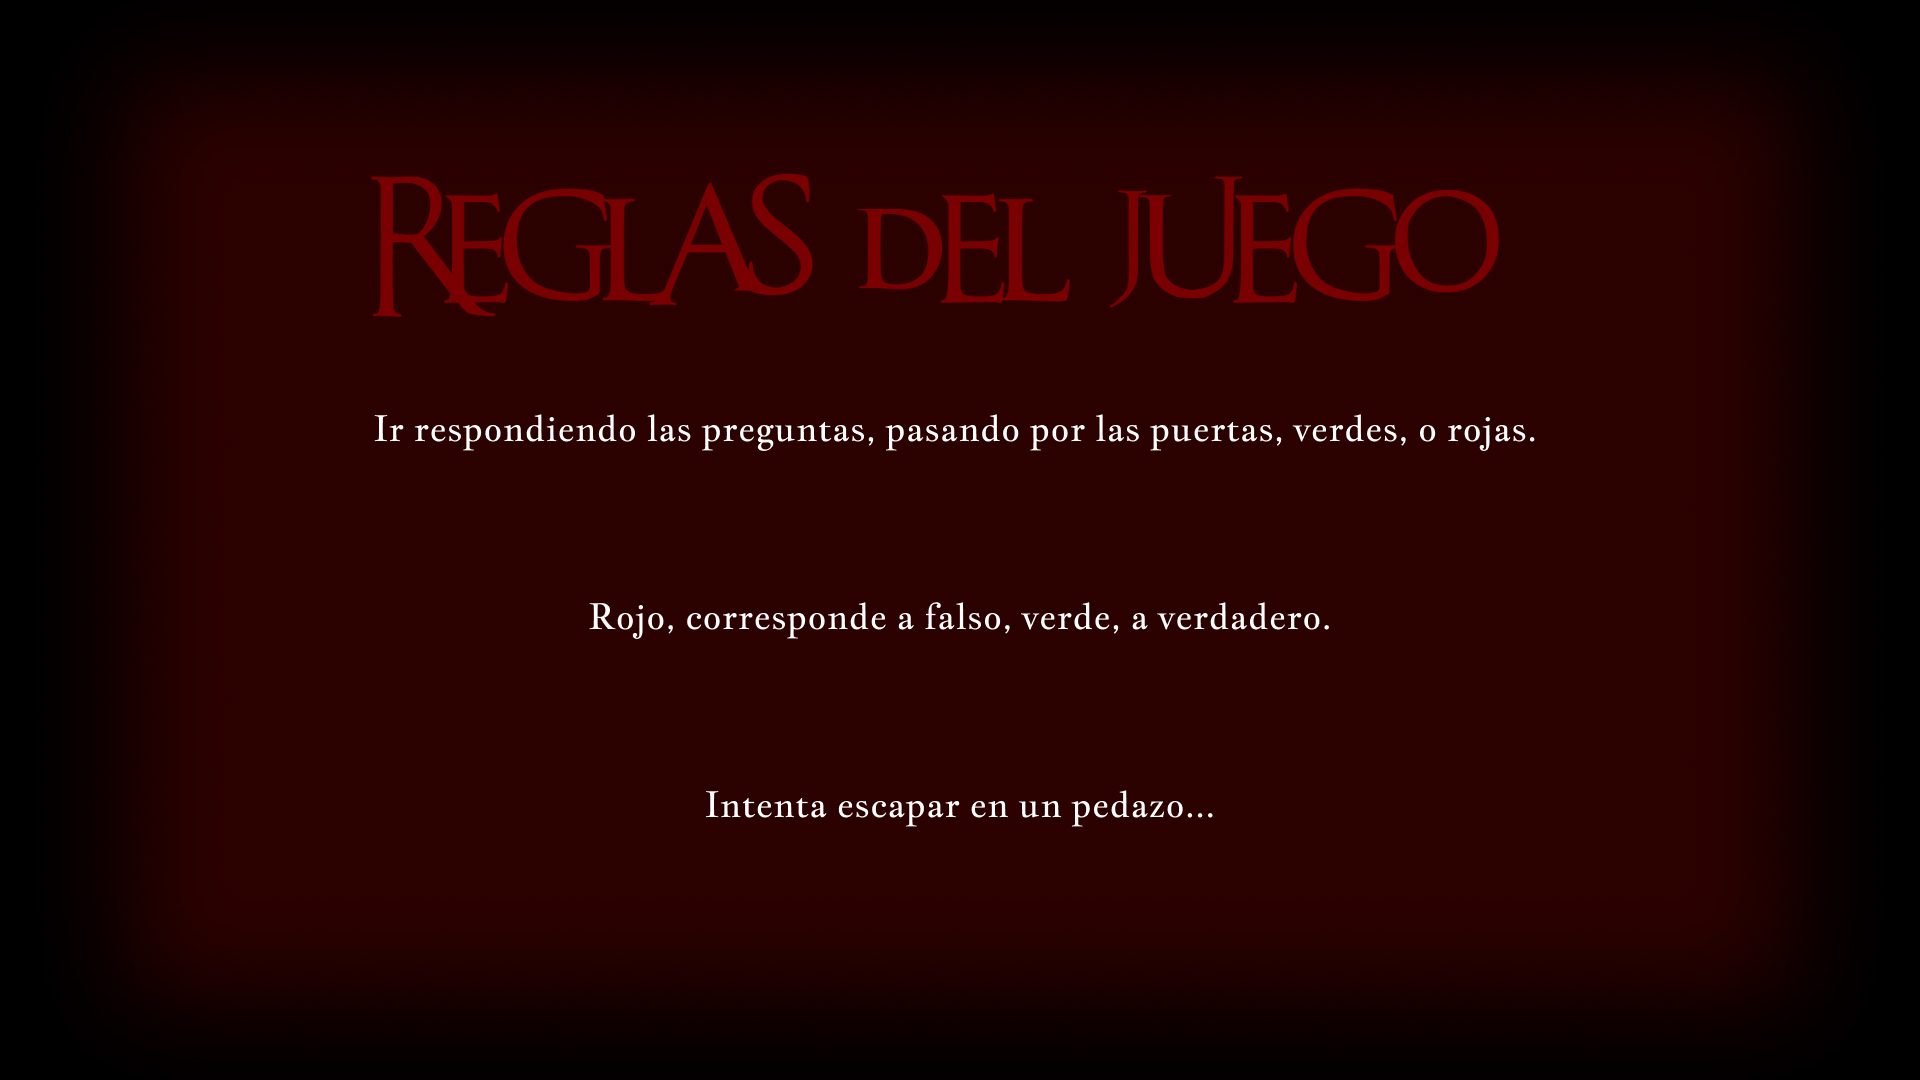 REGLAS DEL JUEGO
Ir respondiendo las preguntas, pasando por las puertas, verdes, o rojas.
Rojo, corresponde a falso, verde, a verdadero.
Intenta escapar en un pedazo...